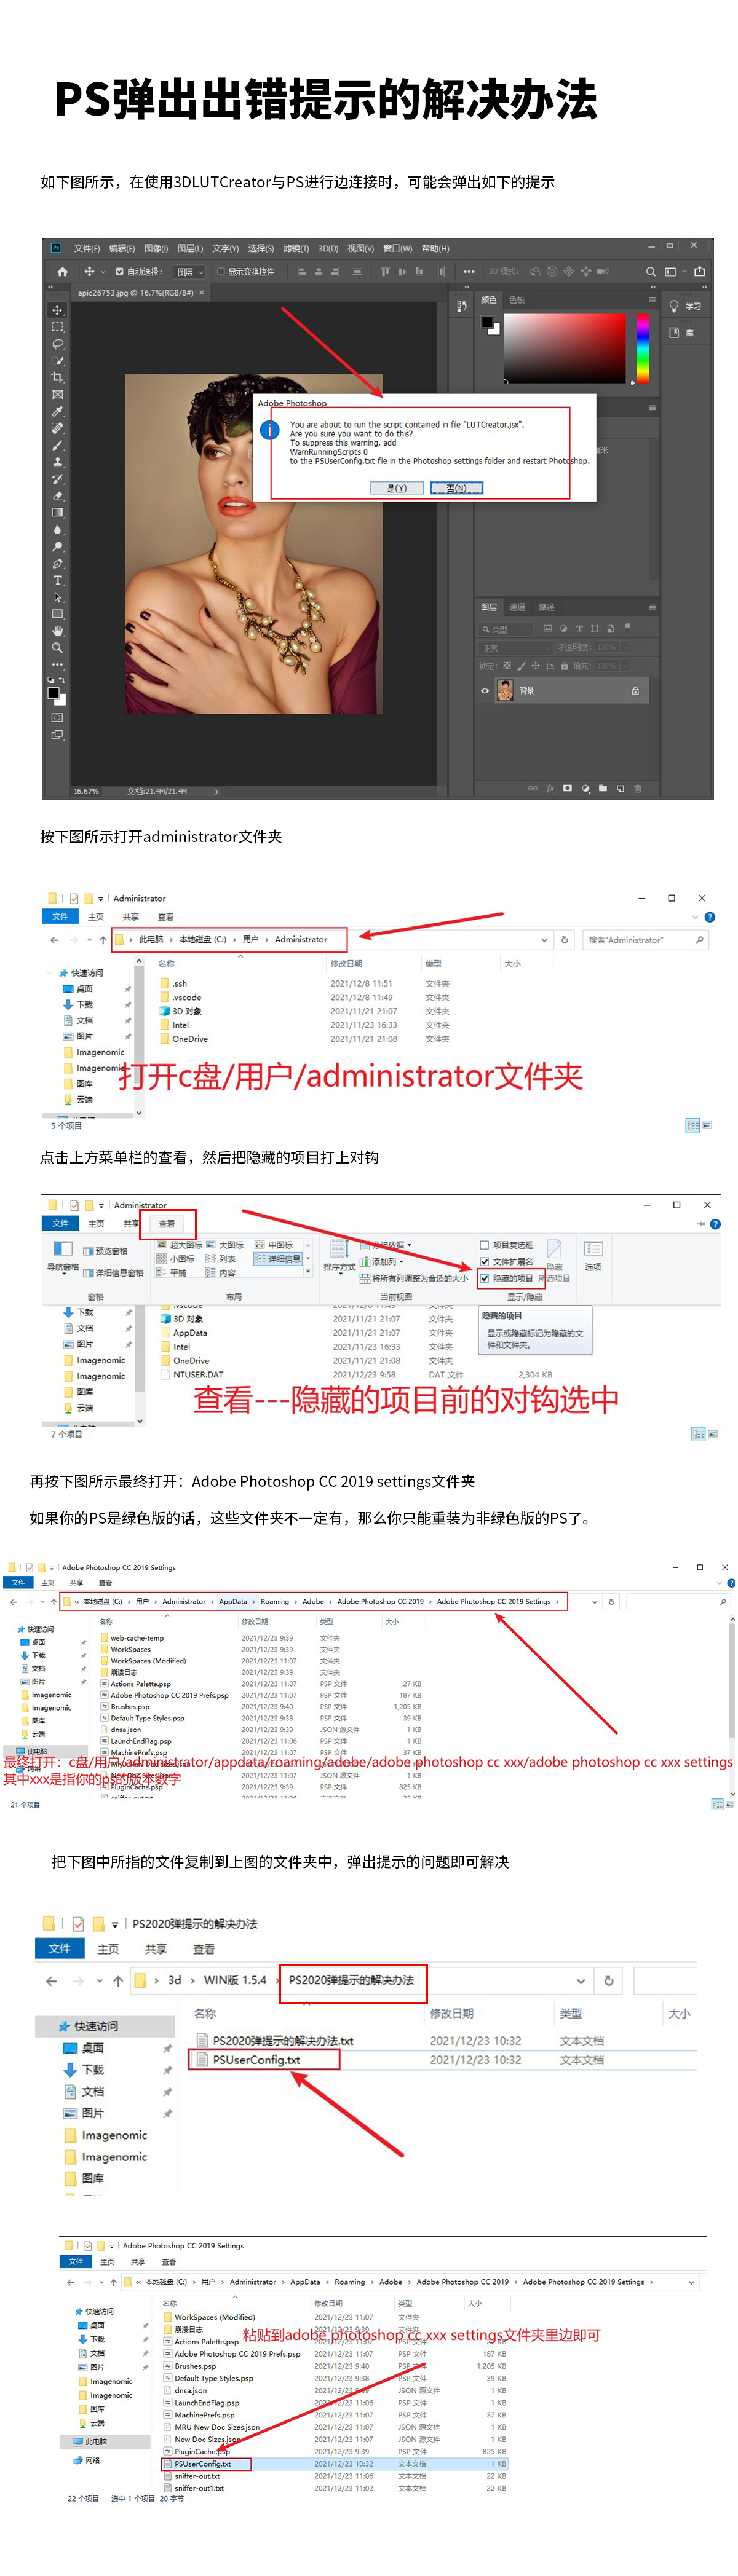 PS弹出出错提示的解决办法
如下图所示，在使用3DLUTCreator与PS进行边连接时，可能会弹出如下的提示
文件(F) 编辑(E) 图像(I) 图层(L) 文字(Y) 选择(S) 滤镜(T) 3D(D) 视图(V) 窗口(W) 帮助(H)
自动选择： 图层 显示变换控件 3D 模式：
apic26753.jpg @ 16.7%(RGB/8#) ×
颜色 色板
学习
库
Adobe Photoshop
You are about to run the script contained in file "LUTCreator.jsx".
Are you sure you want to do this?
To suppress this warning, add
WarnRunningScripts 0
to the PSUserConfig.txt file in the Photoshop settings folder and restart Photoshop.
是(Y) 否(N)
厘米
图层 通道 路径
类型
正常 不透明度： 100%
锁定： 填充： 100%
背景
16.67% 文档:21.4M/21.4M
按下图所示打开administrator文件夹
Administrator
文件 主页 共享 查看
此电脑 › 本地磁盘 (C:) › 用户 › Administrator
搜索"Administrator"
名称 修改日期 类型 大小
快速访问
桌面
下载
文档
图片
Imagenomic
Imagenomic
图库
云端
.ssh 2021/12/8 11:51 文件夹
.vscode 2021/12/8 11:49 文件夹
3D 对象 2021/11/21 21:07 文件夹
Intel 2021/11/23 16:33 文件夹
OneDrive 2021/11/21 21:08 文件夹
打开c盘/用户/administrator文件夹
5 个项目
点击上方菜单栏的查看，然后把隐藏的项目打上对钩
Administrator
文件 主页 共享 查看
导航窗格 预览窗格 详细信息窗格
窗格
超大图标 大图标 中图标
小图标 列表 详细信息
平铺 内容
布局
排序方式 分组依据 添加列 将所有列调整为合适的大小
当前视图
项目复选框
文件扩展名
隐藏的项目
隐藏 所选项目
显示/隐藏
选项
隐藏的项目
显示或隐藏标记为隐藏的文件和文件夹。
下载
文档
图片
Imagenomic
Imagenomic
图库
云端
.vscode 2021/12/8 11:49 文件夹
3D 对象 2021/11/21 21:07 文件夹
AppData 2021/11/21 21:07 文件夹
Intel 2021/11/23 16:33 文件夹
OneDrive 2021/11/21 21:08 文件夹
NTUSER.DAT 2021/12/23 9:58 DAT 文件 2,304 KB
查看---隐藏的项目前的对钩选中
7 个项目
再按下图所示最终打开：Adobe Photoshop CC 2019 settings文件夹
如果你的PS是绿色版的话，这些文件夹不一定有，那么你只能重装为非绿色版的PS了。
Adobe Photoshop CC 2019 Settings
文件 主页 共享 查看
« 本地磁盘 (C:) › 用户 › Administrator › AppData › Roaming › Adobe › Adobe Photoshop CC 2019 › Adobe Photoshop CC 2019 Settings ›
名称 修改日期 类型 大小
快速访问
桌面
下载
文档
图片
Imagenomic
Imagenomic
图库
云端
此电脑
网络
web-cache-temp 2021/12/23 9:39 文件夹
WorkSpaces 2021/12/23 9:39 文件夹
WorkSpaces (Modified) 2021/12/23 11:07 文件夹
崩溃日志 2021/12/23 9:39 文件夹
Actions Palette.psp 2021/12/23 11:07 PSP 文件 27 KB
Adobe Photoshop CC 2019 Prefs.psp 2021/12/23 11:07 PSP 文件 187 KB
Brushes.psp 2021/12/23 9:40 PSP 文件 1,205 KB
Default Type Styles.psp 2021/12/23 9:38 PSP 文件 39 KB
dnsa.json 2021/12/23 9:39 JSON 源文件 1 KB
LaunchEndFlag.psp 2021/12/23 11:06 PSP 文件 1 KB
MachinePrefs.psp 2021/12/23 11:07 PSP 文件 37 KB
最终打开：c盘/用户/administrator/appdata/roaming/adobe/adobe photoshop cc xxx/adobe photoshop cc xxx settings
其中xxx是指你的ps的版本数字
PluginCache.psp 2021/12/23 9:39 PSP 文件 825 KB
21 个项目
把下图中所指的文件复制到上图的文件夹中，弹出提示的问题即可解决
PS2020弹提示的解决办法
文件 主页 共享 查看
3d › WIN版 1.5.4 › PS2020弹提示的解决办法
名称 修改日期 类型 大小
快速访问
桌面
下载
文档
图片
Imagenomic
Imagenomic
图库
PS2020弹提示的解决办法.txt 2021/12/23 10:32 文本文档
PSUserConfig.txt 2021/12/23 10:32 文本文档
Adobe Photoshop CC 2019 Settings
文件 主页 共享 查看
« 本地磁盘 (C:) › 用户 › Administrator › AppData › Roaming › Adobe › Adobe Photoshop CC 2019 › Adobe Photoshop CC 2019 Settings ›
名称 修改日期 类型 大小
快速访问
桌面
下载
文档
图片
Imagenomic
Imagenomic
图库
云端
此电脑
网络
WorkSpaces (Modified) 2021/12/23 11:07 文件夹
崩溃日志 2021/12/23 9:39 文件夹
粘贴到adobe photoshop cc xxx settings文件夹里边即可
Actions Palette.psp 2021/12/23 11:07 PSP 文件
Adobe Photoshop CC 2019 Prefs.psp 2021/12/23 11:07 PSP 文件 187 KB
Brushes.psp 2021/12/23 9:40 PSP 文件 1,205 KB
Default Type Styles.psp 2021/12/23 9:38 PSP 文件 39 KB
dnsa.json 2021/12/23 9:39 JSON 源文件 1 KB
LaunchEndFlag.psp 2021/12/23 11:06 PSP 文件 1 KB
MachinePrefs.psp 2021/12/23 11:07 PSP 文件 37 KB
MRU New Doc Sizes.json 2021/12/23 11:07 JSON 源文件 1 KB
New Doc Sizes.json 2021/12/23 11:07 JSON 源文件 1 KB
PluginCache.psp 2021/12/23 9:39 PSP 文件 825 KB
PSUserConfig.txt 2021/12/23 10:32 文本文档 1 KB
sniffer-out.txt 2021/12/23 11:06 文本文档 22 KB
sniffer-out1.txt 2021/12/23 11:02 文本文档 22 KB
22 个项目 选中 1 个项目 20 字节